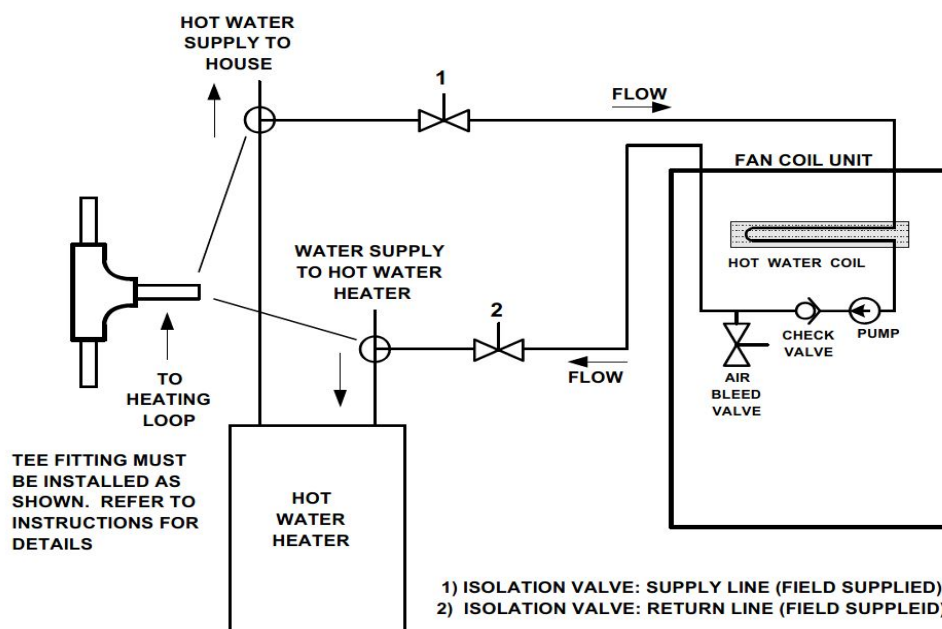 HOT WATER
SUPPLY TO
HOUSE
1
FLOW
FAN COIL UNIT
HOT WATER COIL
WATER SUPPLY
TO HOT WATER
HEATER
2
FLOW
CHECK
VALVE
PUMP
AIR
BLEED
VALVE
TO
HEATING
LOOP
TEE FITTING MUST
BE INSTALLED AS
SHOWN. REFER TO
INSTRUCTIONS FOR
DETAILS
HOT
WATER
HEATER
1) ISOLATION VALVE: SUPPLY LINE (FIELD SUPPLIED)
2) ISOLATION VALVE: RETURN LINE (FIELD SUPPLEID)